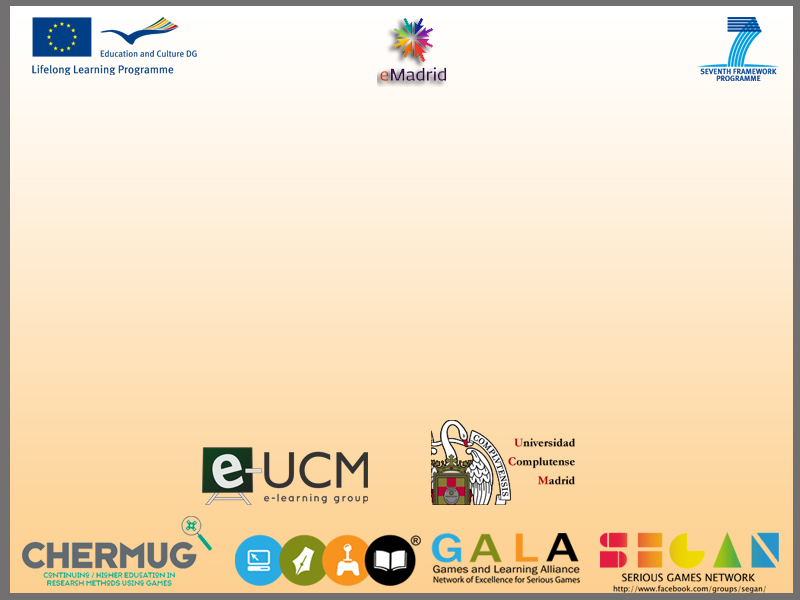 Education and Culture DG
Lifelong Learning Programme
eMadrid
7
SEVENTH FRAMEWORK
PROGRAMME
e-UCM
e-learning group
COMPLUTENSIS
Universidad
Complutense
Madrid
CHERMUG
CONTINUING / HIGHER EDUCATION IN
RESEARCH METHODS USING GAMES
®
GALA
Games and Learning Alliance
Network of Excellence for Serious Games
SEGAN
SERIOUS GAMES NETWORK
http://www.facebook.com/groups/segan/